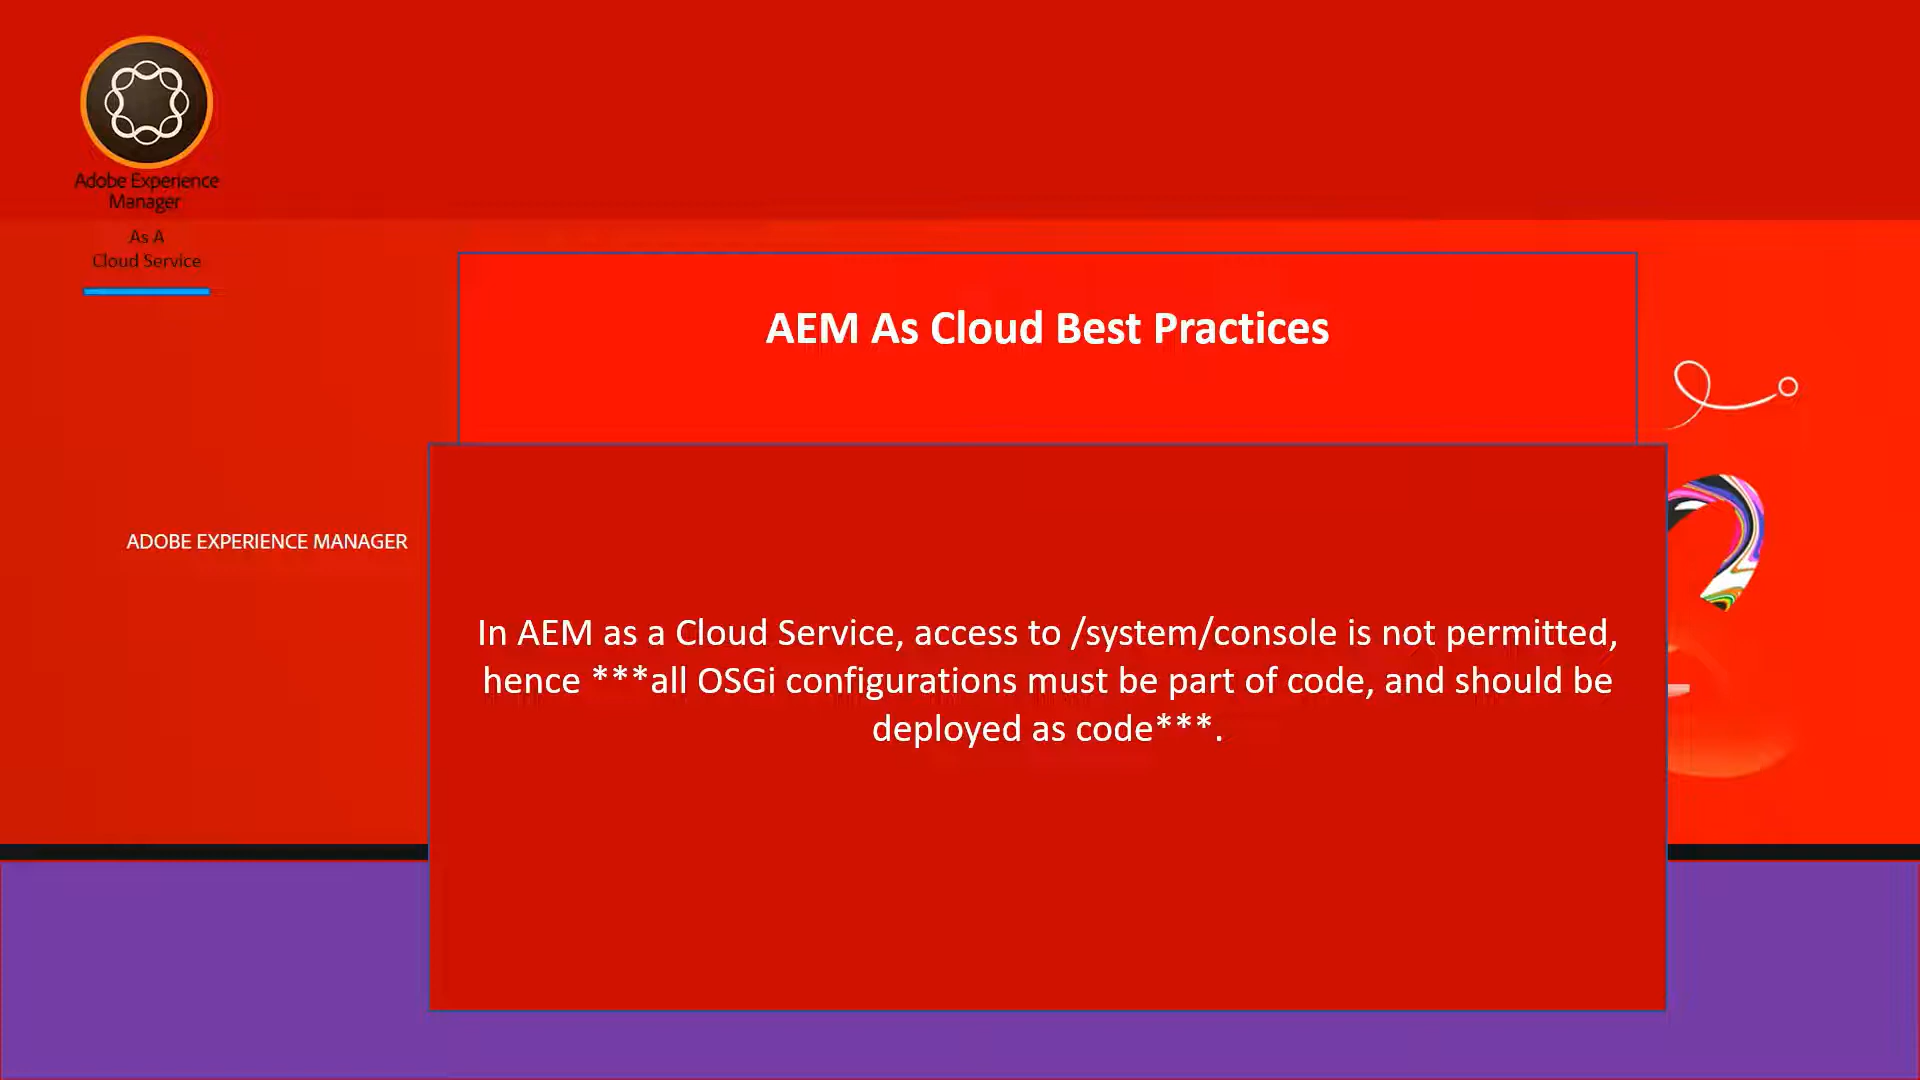 Adobe Experience
Manager
As A
Cloud Service
AEM As Cloud Best Practices
ADOBE EXPERIENCE MANAGER
In AEM as a Cloud Service, access to /system/console is not permitted,
hence ***all OSGi configurations must be part of code, and should be
deployed as code***.